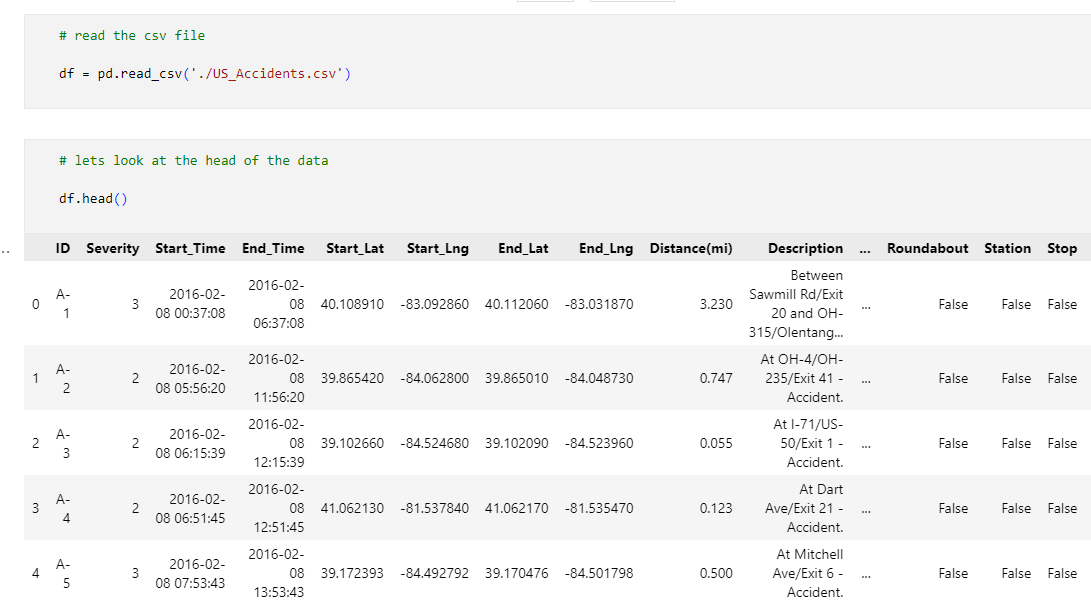 # read the csv file
df = pd.read_csv('./US_Accidents.csv')
# lets look at the head of the data
df.head()
..
ID Severity Start_Time End_Time Start_Lat Start_Lng End_Lat End_Lng Distance(mi) Description ... Roundabout Station Stop
0 A-1 3 2016-02-08 00:37:08 2016-02-08 06:37:08 40.108910 -83.092860 40.112060 -83.031870 3.230 Between Sawmill Rd/Exit 20 and OH-315/Olentang... ... False False False
1 A-2 2 2016-02-08 05:56:20 2016-02-08 11:56:20 39.865420 -84.062800 39.865010 -84.048730 0.747 At OH-4/OH-235/Exit 41 - Accident. ... False False False
2 A-3 2 2016-02-08 06:15:39 2016-02-08 12:15:39 39.102660 -84.524680 39.102090 -84.523960 0.055 At I-71/US-50/Exit 1 - Accident. ... False False False
3 A-4 2 2016-02-08 06:51:45 2016-02-08 12:51:45 41.062130 -81.537840 41.062170 -81.535470 0.123 At Dart Ave/Exit 21 - Accident. ... False False False
4 A-5 3 2016-02-08 07:53:43 2016-02-08 13:53:43 39.172393 -84.492792 39.170476 -84.501798 0.500 At Mitchell Ave/Exit 6 - Accident. ... False False False